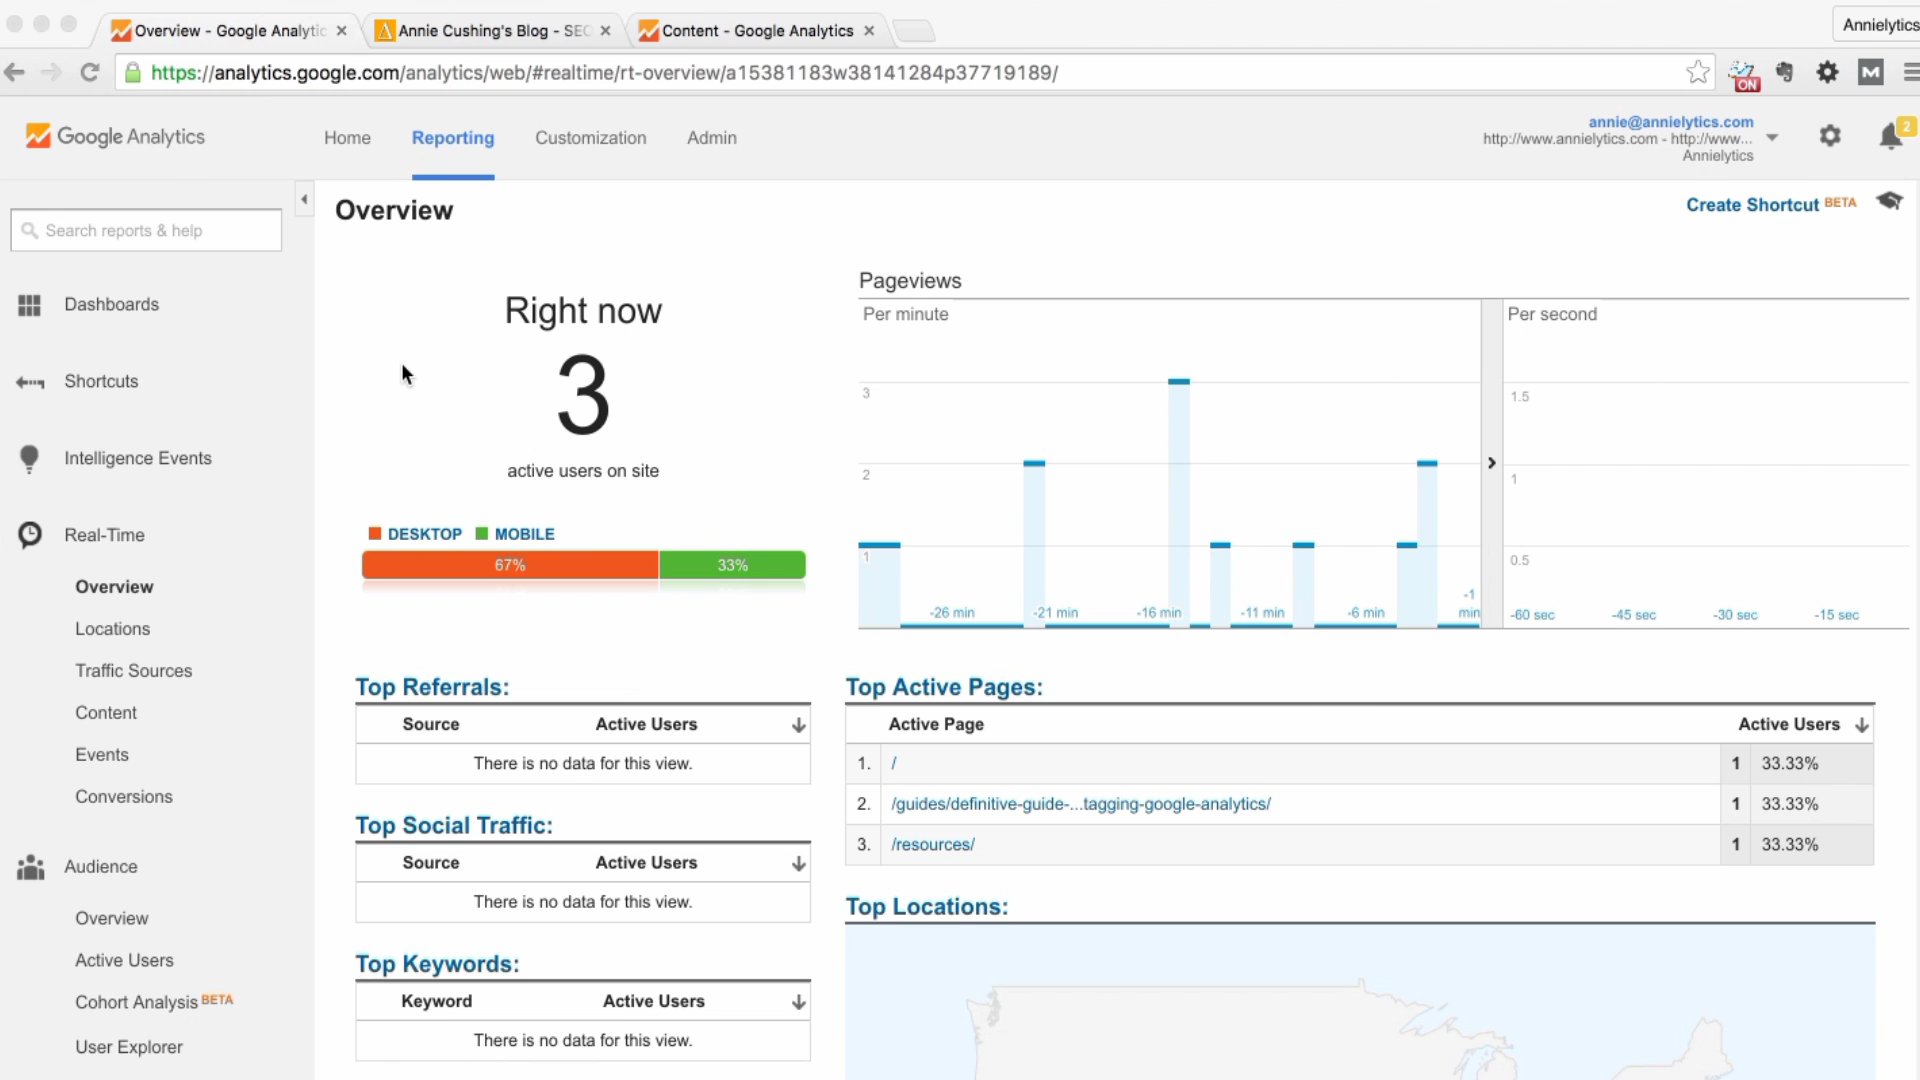 Overview - Google Analytic
Annie Cushing's Blog - SEO
Content - Google Analytics
Annielytics
https://analytics.google.com/analytics/web/#realtime/rt-overview/a15381183w38141284p37719189/
ON
M
Google Analytics
Home
Reporting
Customization
Admin
annie@annielytics.com
http://www.annielytics.com - http://www...
Annielytics
2
Search reports & help
Dashboards
Shortcuts
Intelligence Events
Real-Time
Overview
Locations
Traffic Sources
Content
Events
Conversions
Audience
Overview
Active Users
Cohort Analysis BETA
User Explorer
Overview
Create Shortcut BETA
Right now
3
active users on site
DESKTOP MOBILE
67% 33%
Pageviews
Per minute
3
2
1
-26 min -21 min -16 min -11 min -6 min -1 min
Per second
1.5
1
0.5
-60 sec -45 sec -30 sec -15 sec
Top Referrals:
Source Active Users
There is no data for this view.
Top Social Traffic:
Source Active Users
There is no data for this view.
Top Keywords:
Keyword Active Users
There is no data for this view.
Top Active Pages:
Active Page Active Users
1. / 1 33.33%
2. /guides/definitive-guide-...tagging-google-analytics/ 1 33.33%
3. /resources/ 1 33.33%
Top Locations: